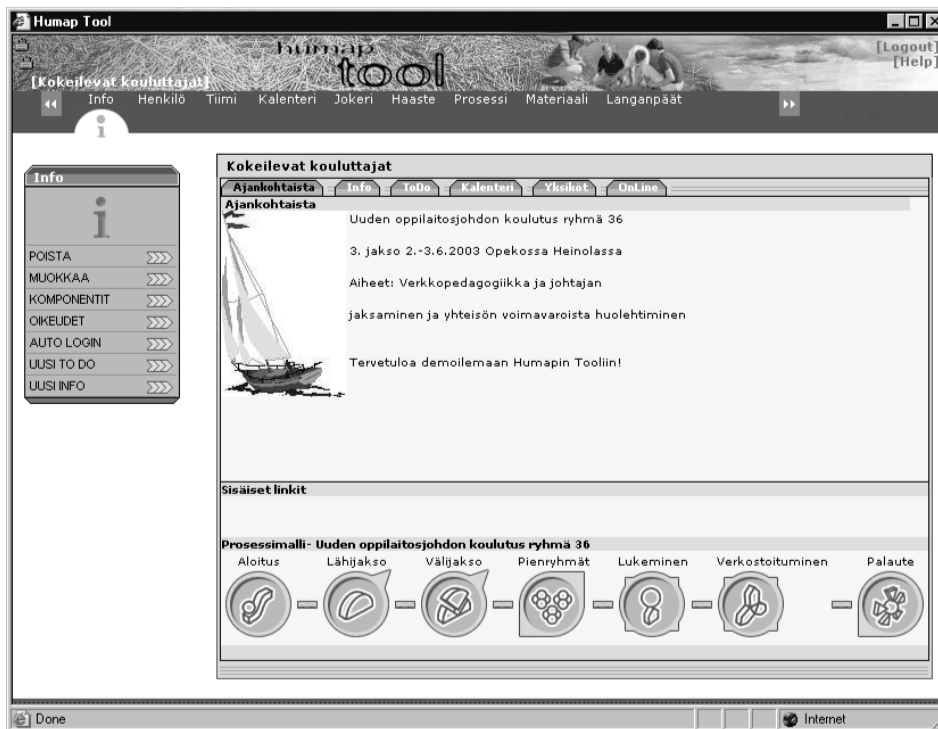 Humap Tool
humap
tool
[Logout]
[Help]
[Kokeilevat kouluttajat]
Info Henkilö Tiimi Kalenteri Jokeri Haaste Prosessi Materiaali Langanpäät
i
Info
i
POISTA
MUOKKAA
KOMPONENTIT
OIKEUDET
AUTO LOGIN
UUSI TO DO
UUSI INFO
Kokeilevat kouluttajat
Ajankohtaista Info ToDo Kalenteri Yksiköt OnLine
Ajankohtaista
Uuden oppilaitosjohdon koulutus ryhmä 36
3. jakso 2.-3.6.2003 Opekossa Heinolassa
Aiheet: Verkkopedagogiikka ja johtajan
jaksaminen ja yhteisön voimavaroista huolehtiminen
Tervetuloa demoilemaan Humapin Tooliin!
Sisäiset linkit
Prosessimalli- Uuden oppilaitosjohdon koulutus ryhmä 36
Aloitus Lähijakso Välijakso Pienryhmät Lukeminen Verkostoituminen Palaute
Done Internet